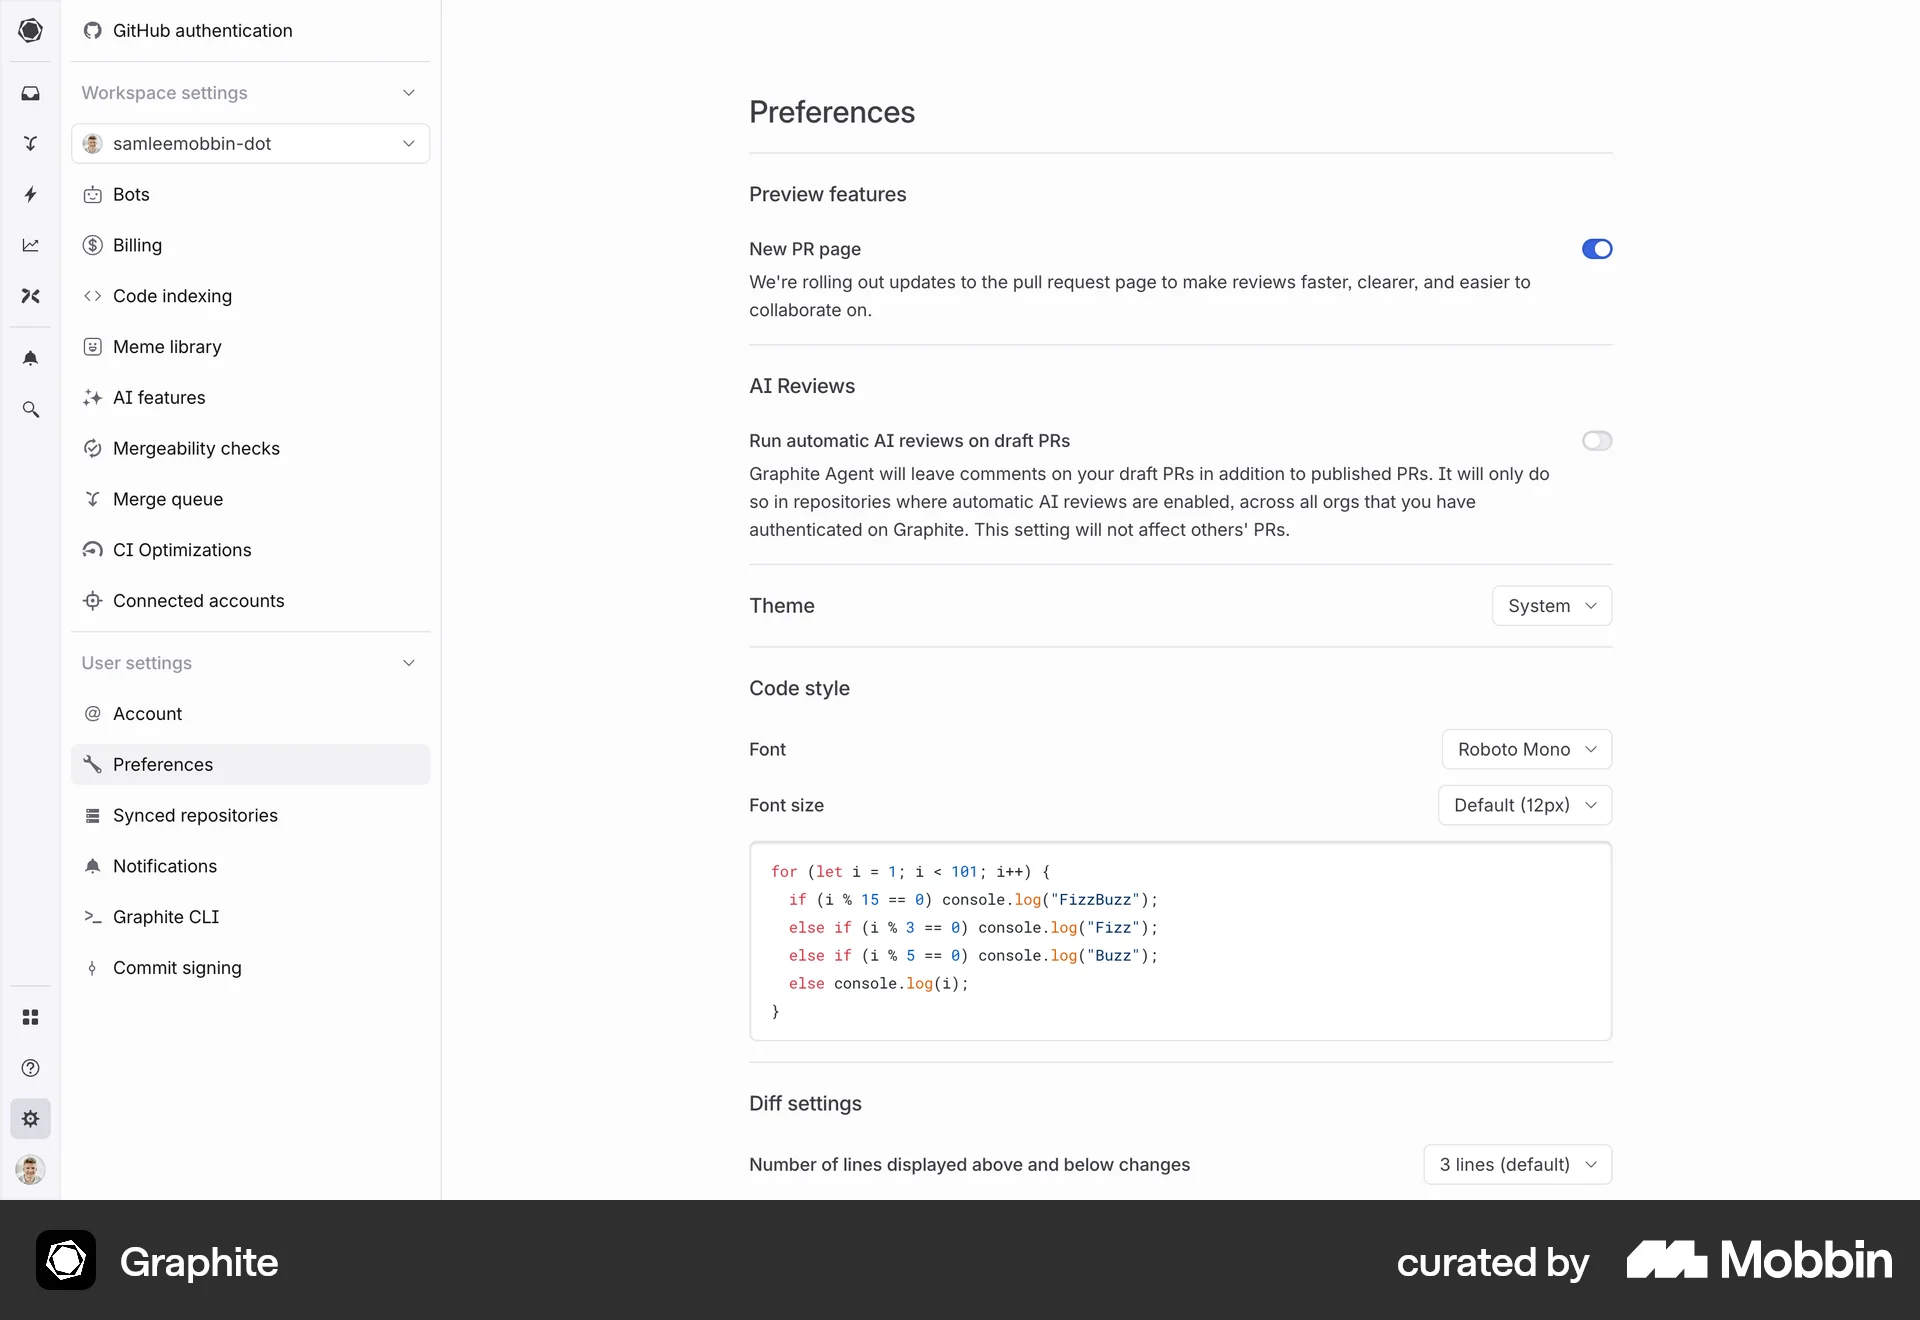 GitHub authentication
Workspace settings
samleemobbin-dot
Bots
Billing
Code indexing
Meme library
AI features
Mergeability checks
Merge queue
CI Optimizations
Connected accounts
User settings
Account
Preferences
Synced repositories
Notifications
Graphite CLI
Commit signing
Preferences
Preview features
New PR page
We're rolling out updates to the pull request page to make reviews faster, clearer, and easier to
collaborate on.
AI Reviews
Run automatic AI reviews on draft PRs
Graphite Agent will leave comments on your draft PRs in addition to published PRs. It will only do
so in repositories where automatic AI reviews are enabled, across all orgs that you have
authenticated on Graphite. This setting will not affect others' PRs.
Theme
System
Code style
Font
Roboto Mono
Font size
Default (12px)
for (let i = 1; i < 101; i++) {
  if (i % 15 == 0) console.log("FizzBuzz");
  else if (i % 3 == 0) console.log("Fizz");
  else if (i % 5 == 0) console.log("Buzz");
  else console.log(i);
}
Diff settings
Number of lines displayed above and below changes
3 lines (default)
Graphite
curated by
Mobbin